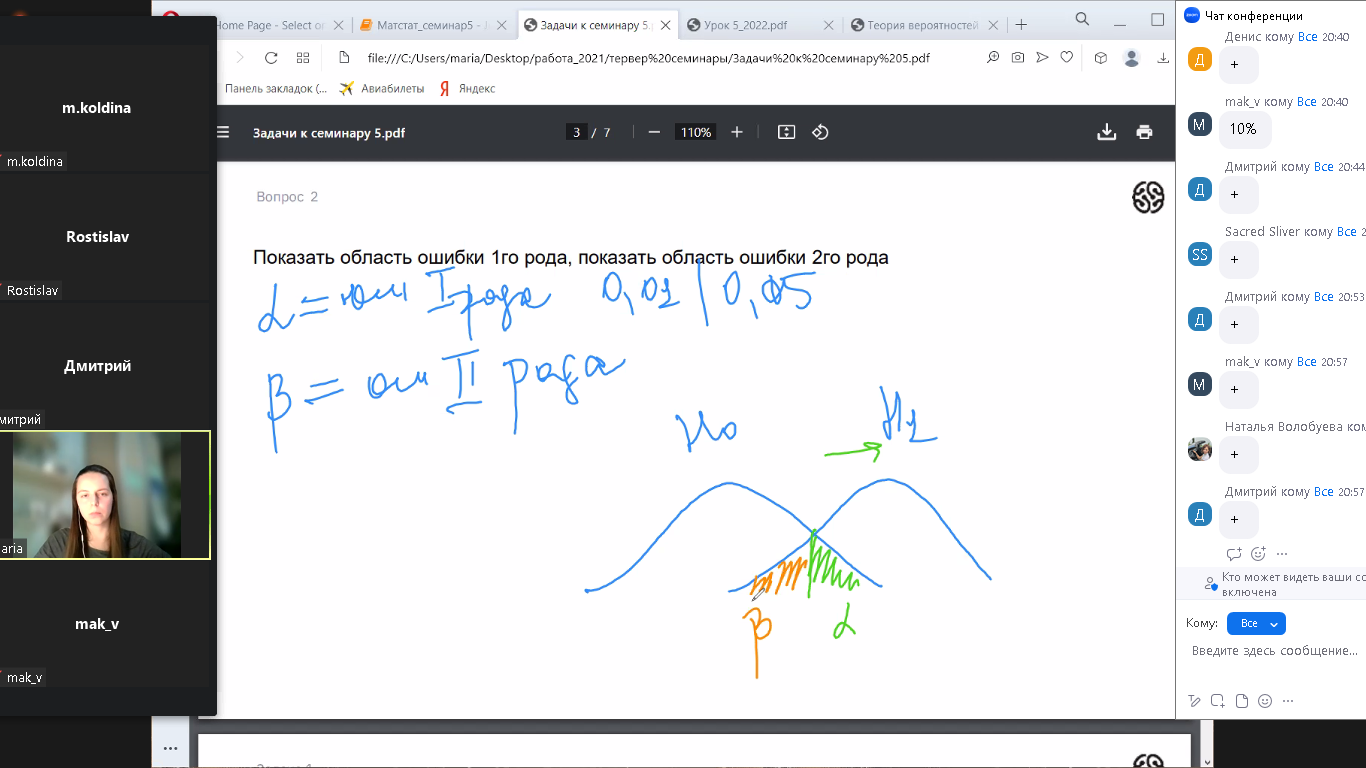 m.koldina
m.koldina
Rostislav
Rostislav
Дмитрий
митрий
aria
mak_v
mak_v
Home Page - Select or
Матстат_семинар5 - J
Задачи к семинару 5.
Урок 5_2022.pdf
Теория вероятностей
file:///C:/Users/maria/Desktop/работа_2021/тервер%20семинары/Задачи%20к%20семинару%205.pdf
Панель закладок (...
Авиабилеты
Яндекс
Задачи к семинару 5.pdf
3 / 7
110%
Вопрос 2
Показать область ошибки 1го рода, показать область ошибки 2го рода
α = ош I рода 0,01 | 0,05
β = ош II рода
H0
H1
β
α
Чат конференции
Денис кому Все 20:40
Д
+
mak_v кому Все 20:40
M
10%
Дмитрий кому Все 20:44
Д
+
Sacred Sliver кому Все 2
SS
+
Дмитрий кому Все 20:53
Д
+
mak_v кому Все 20:57
M
+
Наталья Волобуева ком
+
Дмитрий кому Все 20:57
Д
+
Кто может видеть ваши со
включена
Кому:
Все
Введите здесь сообщение...